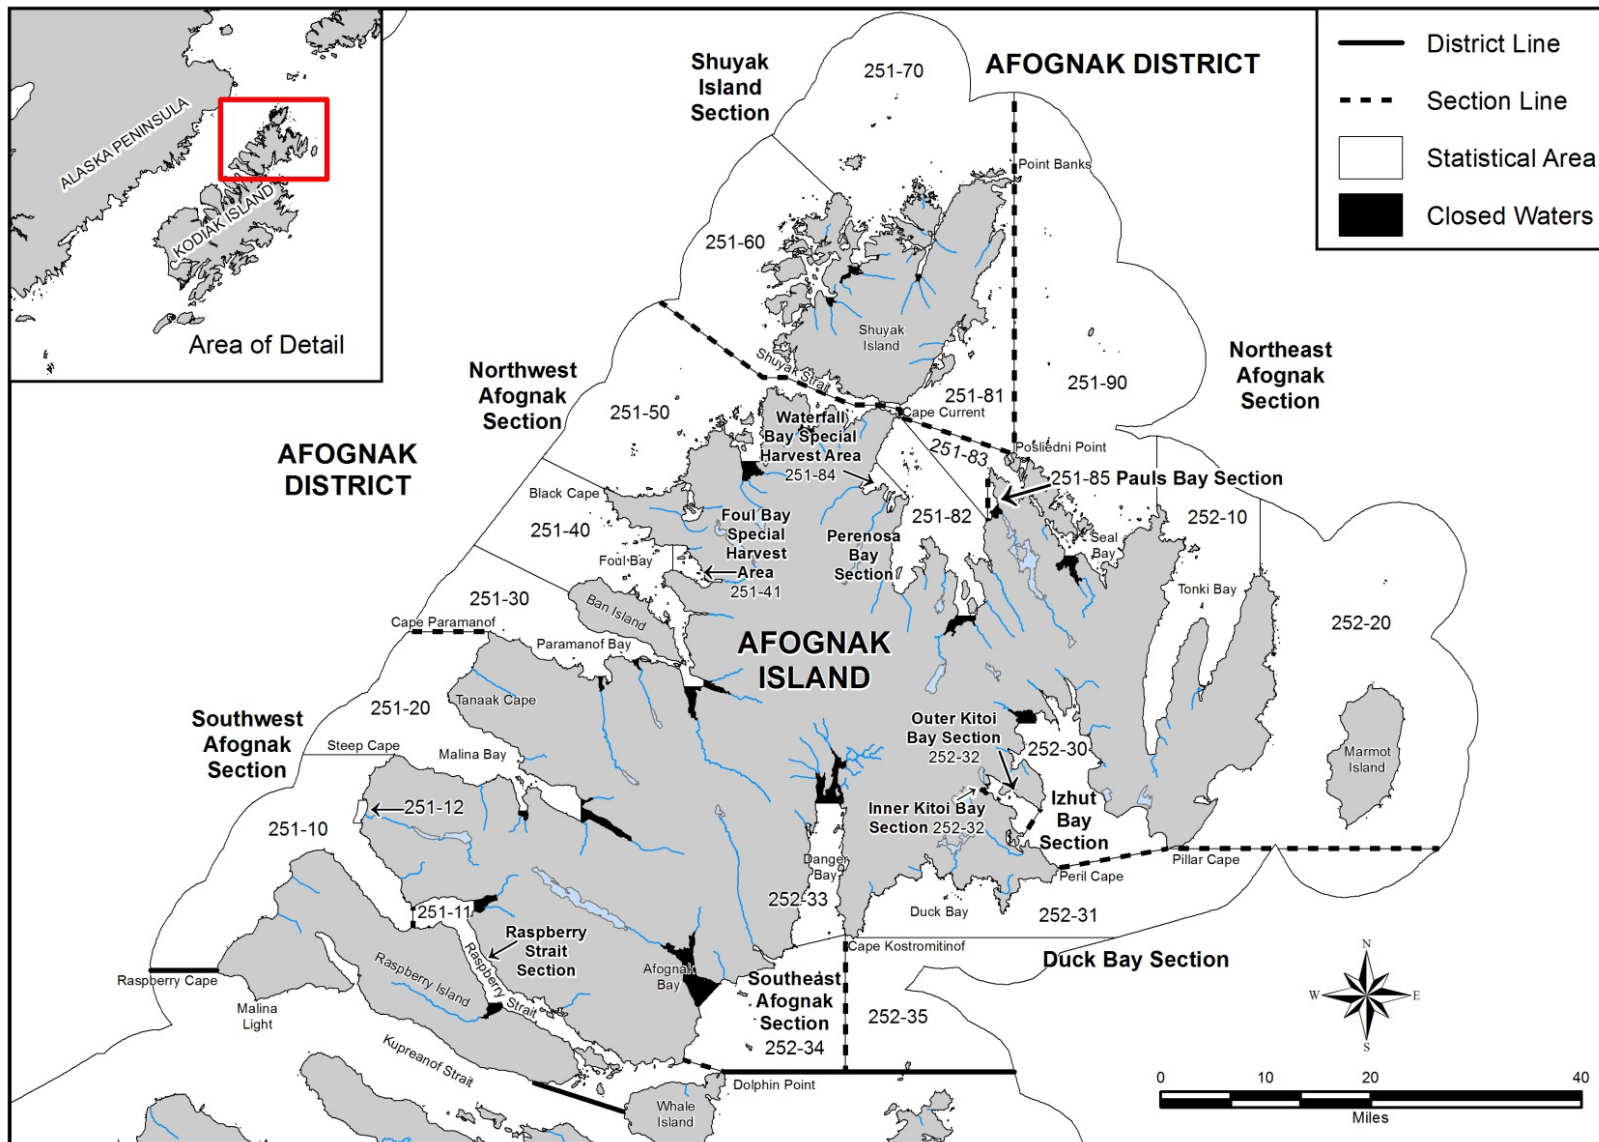 ALASKA PENINSULA
KODIAK ISLAND
Area of Detail
District Line
Section Line
Statistical Area
Closed Waters
AFOGNAK DISTRICT
Shuyak
Island
Section
251-70
Point Banks
251-60
Shuyak
Island
Shuyak Strait
Northwest
Afognak
Section
251-50
251-81
251-90
Northeast
Afognak
Section
Cape Current
Waterfall
Bay Special
Harvest Area
251-84
251-83
Posliedni Point
251-85 Pauls Bay Section
AFOGNAK
DISTRICT
Black Cape
251-40
Foul Bay
Foul Bay
Special
Harvest
Area
251-41
Perenosa
Bay
Section
251-82
Seal
Bay
252-10
Tonki Bay
251-30
Ban Island
Cape Paramanof
Paramanof Bay
AFOGNAK
ISLAND
252-20
Tanaak Cape
251-20
Southwest
Afognak
Section
Steep Cape
Malina Bay
Outer Kitoi
Bay Section
252-32
252-30
Marmot
Island
251-12
251-10
Inner Kitoi Bay
Section 252-32
Izhut
Bay
Section
Danger
Bay
Pillar Cape
Peril Cape
252-33
Duck Bay
252-31
251-11
Raspberry
Strait
Section
Raspberry Strait
Raspberry Island
Afognak
Bay
Cape Kostromitinof
Duck Bay Section
Raspberry Cape
Malina
Light
Southeast
Afognak
Section
252-34
252-35
Kupreanof Strait
Dolphin Point
Whale
Island
N
W
E
S
0
10
20
40
Miles